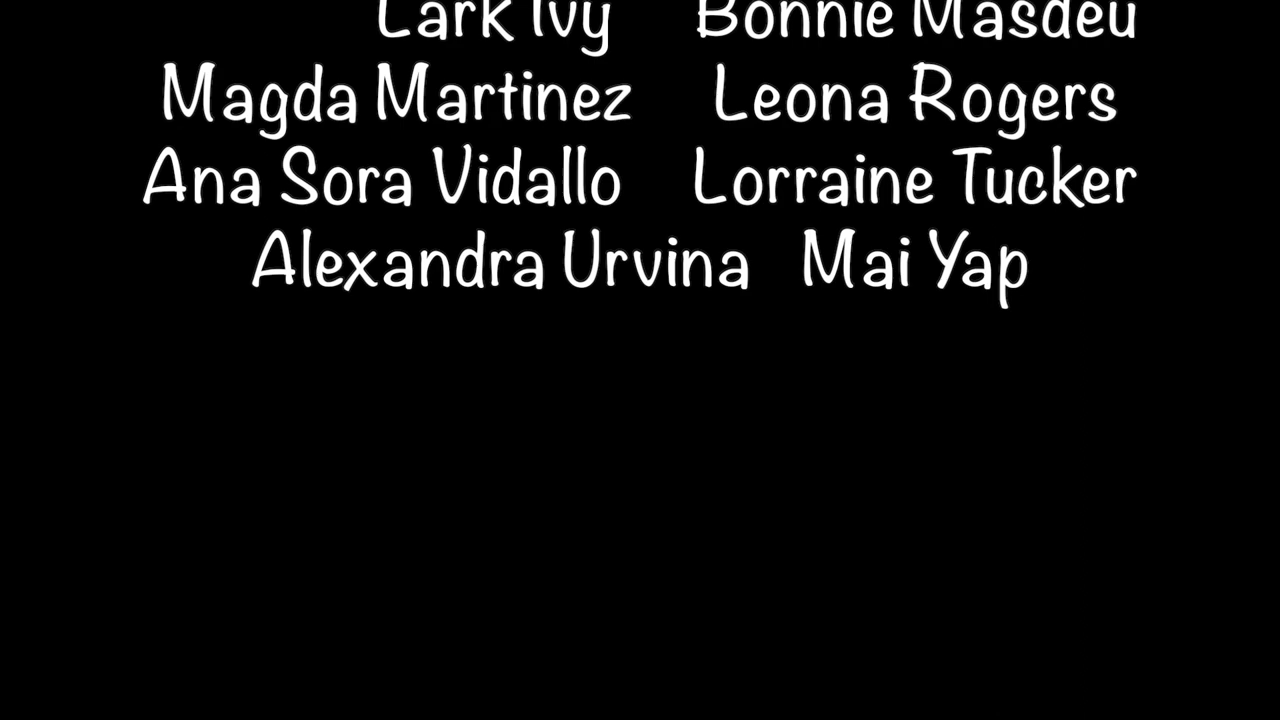 Lark Ivy Bonnie Masdeu
Magda Martinez Leona Rogers
Ana Sora Vidallo Lorraine Tucker
Alexandra Urvina Mai Yap